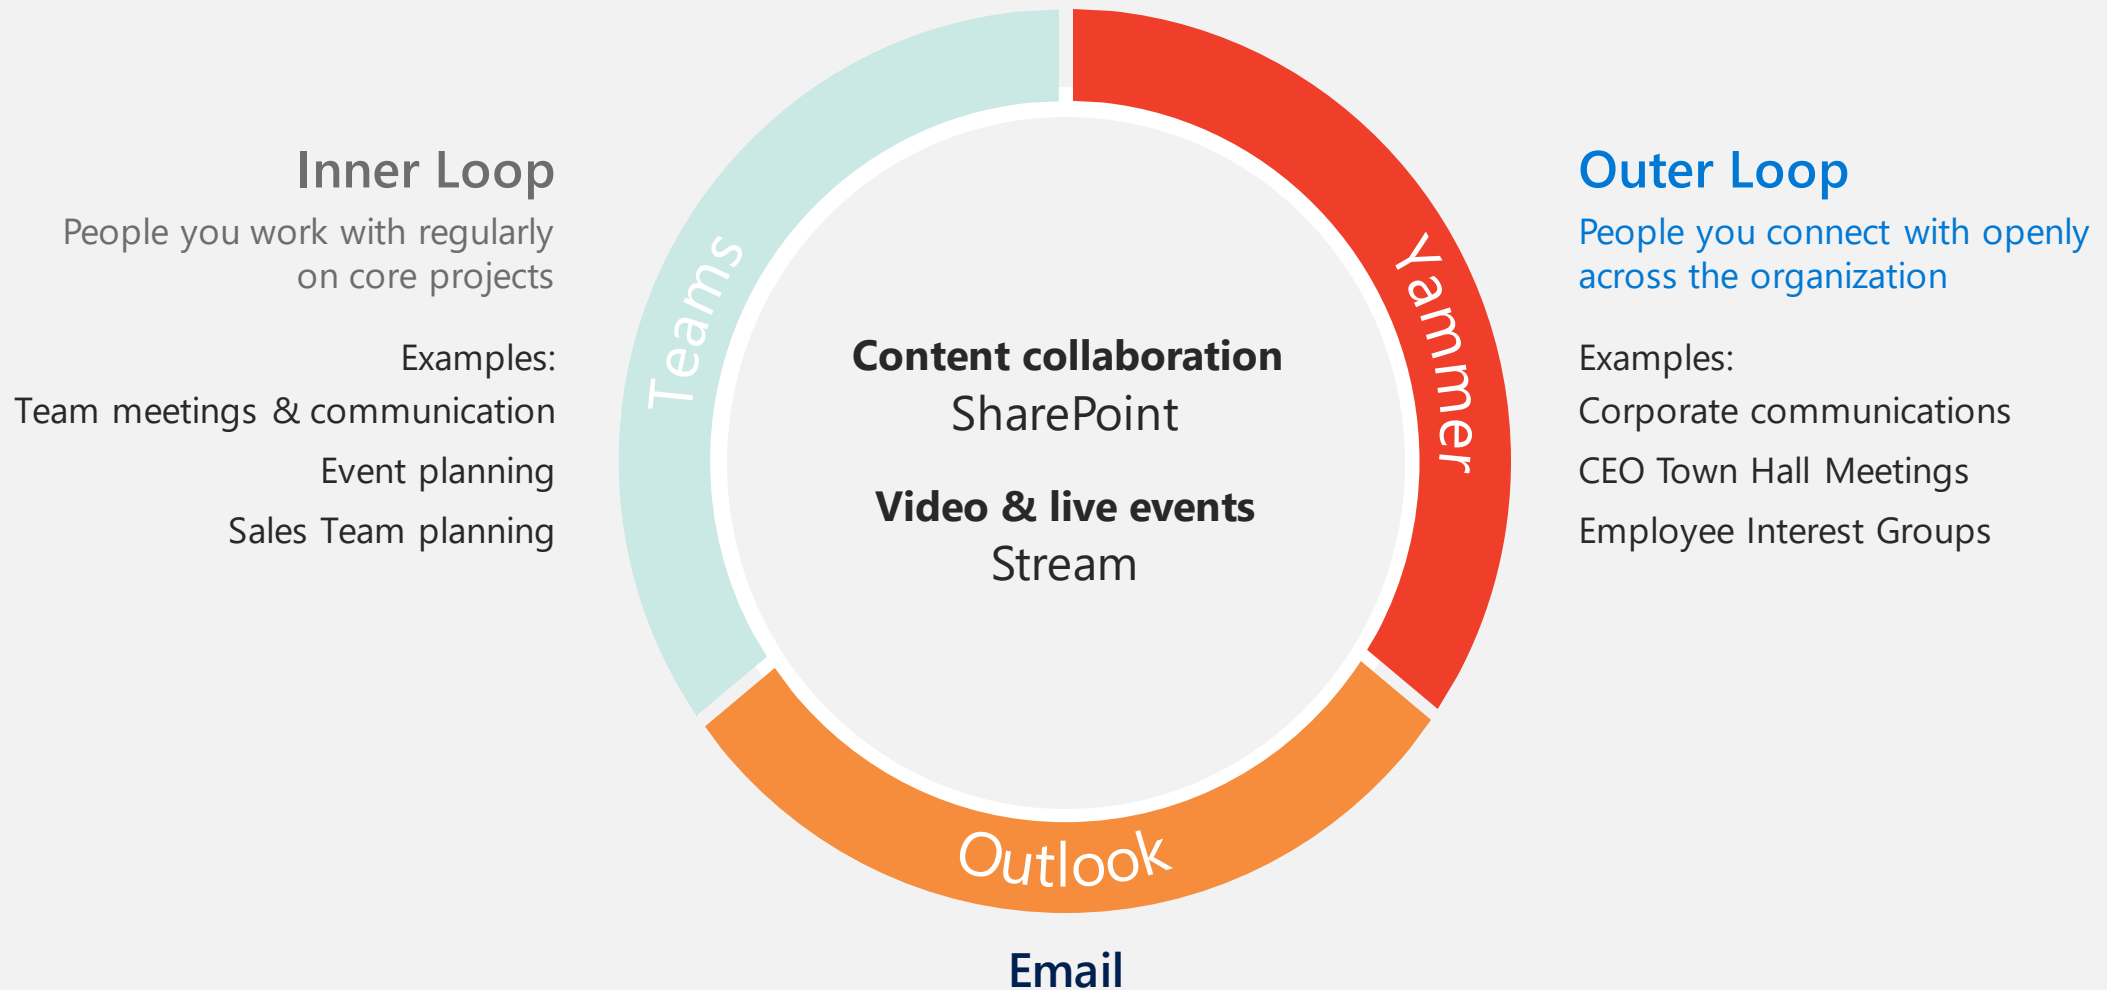 Inner Loop
People you work with regularly
on core projects
Examples:
Team meetings & communication
Event planning
Sales Team planning
Teams
Yammer
Outlook
Content collaboration
SharePoint
Video & live events
Stream
Outer Loop
People you connect with openly
across the organization
Examples:
Corporate communications
CEO Town Hall Meetings
Employee Interest Groups
Email